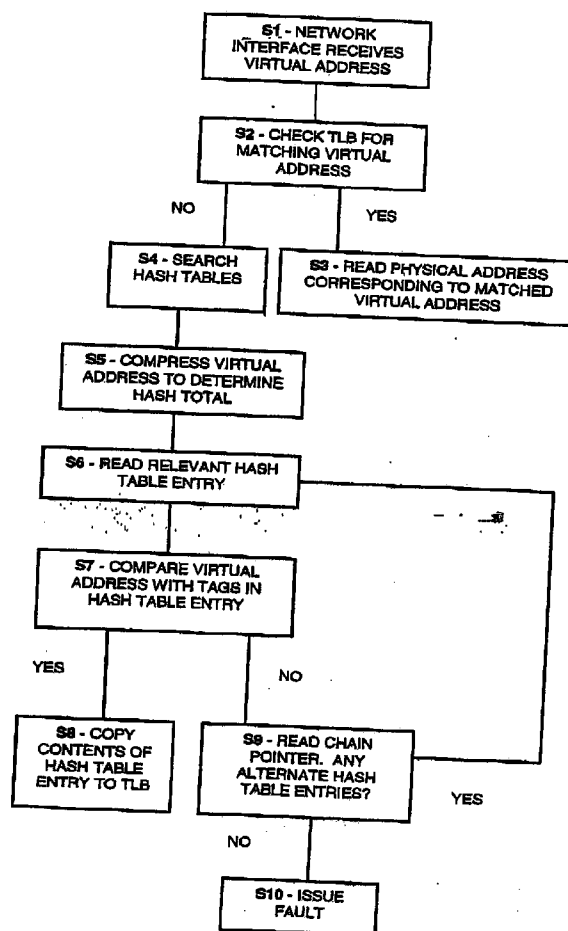 S1 - NETWORK
INTERFACE RECEIVES
VIRTUAL ADDRESS
S2 - CHECK TLB FOR
MATCHING VIRTUAL
ADDRESS
NO
YES
S4 - SEARCH
HASH TABLES
S3 - READ PHYSICAL ADDRESS
CORRESPONDING TO MATCHED
VIRTUAL ADDRESS
S5 - COMPRESS VIRTUAL
ADDRESS TO DETERMINE
HASH TOTAL
S6 - READ RELEVANT HASH
TABLE ENTRY
S7 - COMPARE VIRTUAL
ADDRESS WITH TAGS IN
HASH TABLE ENTRY
YES
NO
S8 - COPY
CONTENTS OF
HASH TABLE
ENTRY TO TLB
S9 - READ CHAIN
POINTER. ANY
ALTERNATE HASH
TABLE ENTRIES?
YES
NO
S10 - ISSUE
FAULT